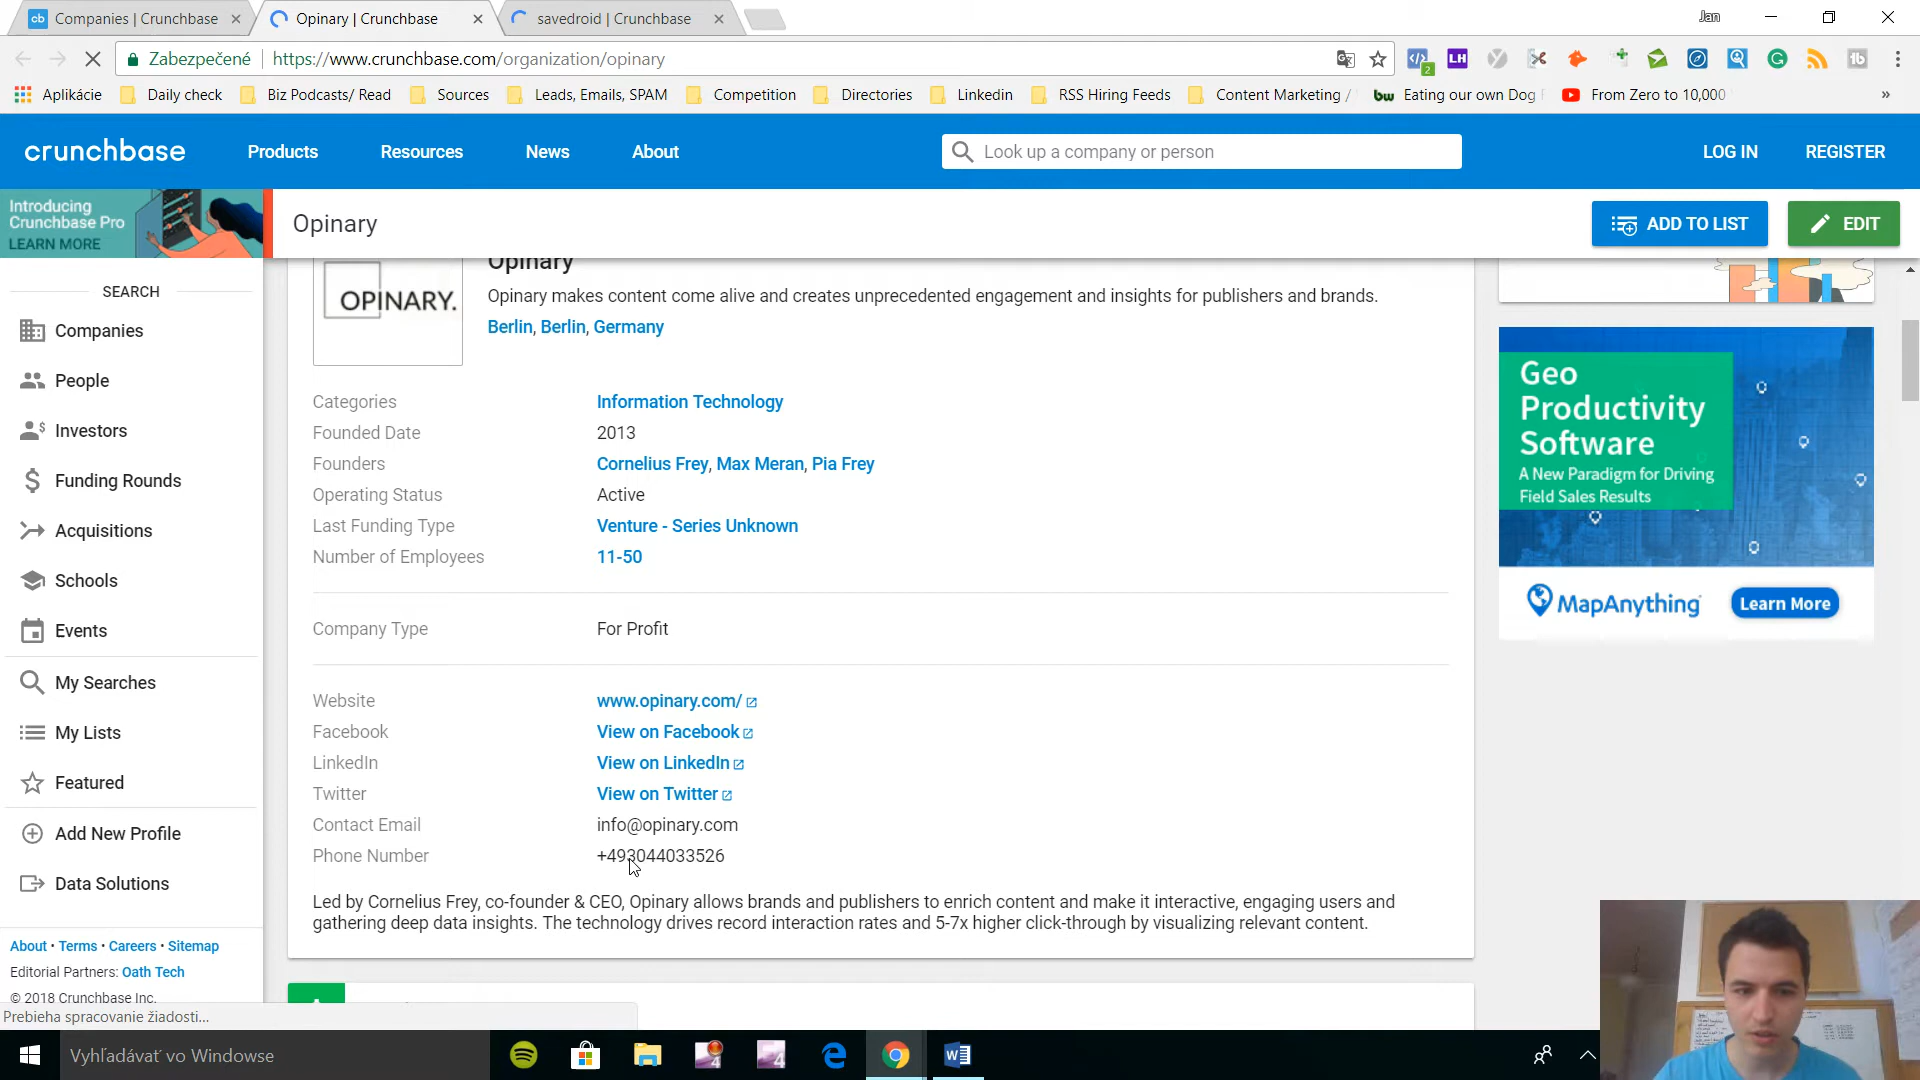 Companies | Crunchbase
Opinary | Crunchbase
savedroid | Crunchbase
Jan
Zabezpečené
https://www.crunchbase.com/organization/opinary
Aplikácie
Daily check
Biz Podcasts/ Read
Sources
Leads, Emails, SPAM
Competition
Directories
Linkedin
RSS Hiring Feeds
Content Marketing /
Eating our own Dog
From Zero to 10,000
crunchbase
Products
Resources
News
About
Look up a company or person
LOG IN
REGISTER
Introducing
Crunchbase Pro
LEARN MORE
Opinary
ADD TO LIST
EDIT
SEARCH
Companies
People
Investors
Funding Rounds
Acquisitions
Schools
Events
My Searches
My Lists
Featured
Add New Profile
Data Solutions
About • Terms • Careers • Sitemap
Editorial Partners: Oath Tech
© 2018 Crunchbase Inc.
Prebieha spracovanie žiadosti...
OPINARY.
Opinary
Opinary makes content come alive and creates unprecedented engagement and insights for publishers and brands.
Berlin, Berlin, Germany
Categories Information Technology
Founded Date 2013
Founders Cornelius Frey, Max Meran, Pia Frey
Operating Status Active
Last Funding Type Venture - Series Unknown
Number of Employees 11-50
Company Type For Profit
Website www.opinary.com/
Facebook View on Facebook
LinkedIn View on LinkedIn
Twitter View on Twitter
Contact Email info@opinary.com
Phone Number +493044033526
Led by Cornelius Frey, co-founder & CEO, Opinary allows brands and publishers to enrich content and make it interactive, engaging users and
gathering deep data insights. The technology drives record interaction rates and 5-7x higher click-through by visualizing relevant content.
Geo
Productivity
Software
A New Paradigm for Driving
Field Sales Results
MapAnything
Learn More
Vyhľadávať vo Windowse